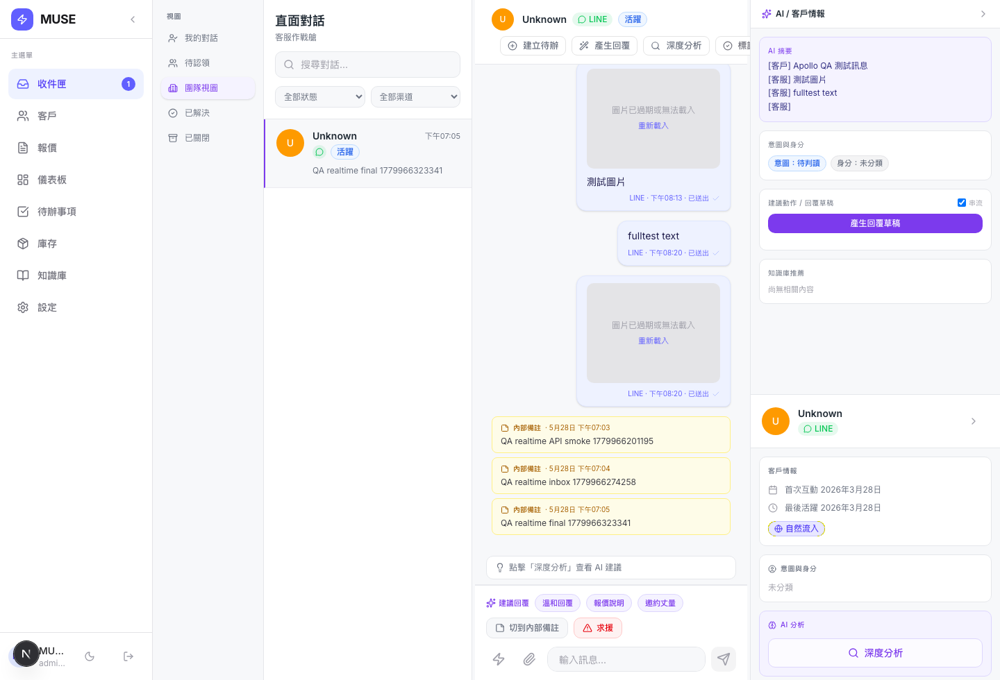 MUSE
主選單
收件匣 1
客戶
報價
儀表板
待辦事項
庫存
知識庫
設定
N
MU...
admi...
視圖
我的對話
待認領
團隊視圖
已解決
已關閉
直面對話
客服作戰艙
搜尋對話...
全部狀態 全部渠道
U
Unknown 下午07:05
活躍
QA realtime final 1779966323341
U Unknown LINE 活躍
建立待辦 產生回覆 深度分析
圖片已過期或無法載入
重新載入
測試圖片
LINE · 下午08:13 · 已送出
fulltest text
LINE · 下午08:20 · 已送出
圖片已過期或無法載入
重新載入
LINE · 下午08:20 · 已送出
內部備註 · 5月28日 下午07:03
QA realtime API smoke 1779966201195
內部備註 · 5月28日 下午07:04
QA realtime inbox 1779966274258
內部備註 · 5月28日 下午07:05
QA realtime final 1779966323341
點擊「深度分析」查看 AI 建議
建議回覆 溫和回覆 報價說明 邀約丈量
切到內部備註 求援
輸入訊息...
AI / 客戶情報
AI 摘要
[客戶] Apollo QA 測試訊息
[客服] 測試圖片
[客服] fulltest text
[客服]
意圖與身分
意圖：待判讀 身分：未分類
建議動作 / 回覆草稿 串流
產生回覆草稿
知識庫推薦
尚無相關內容
U
Unknown
LINE
客戶情報
首次互動 2026年3月28日
最後活躍 2026年3月28日
自然流入
意圖與身分
未分類
AI 分析
深度分析